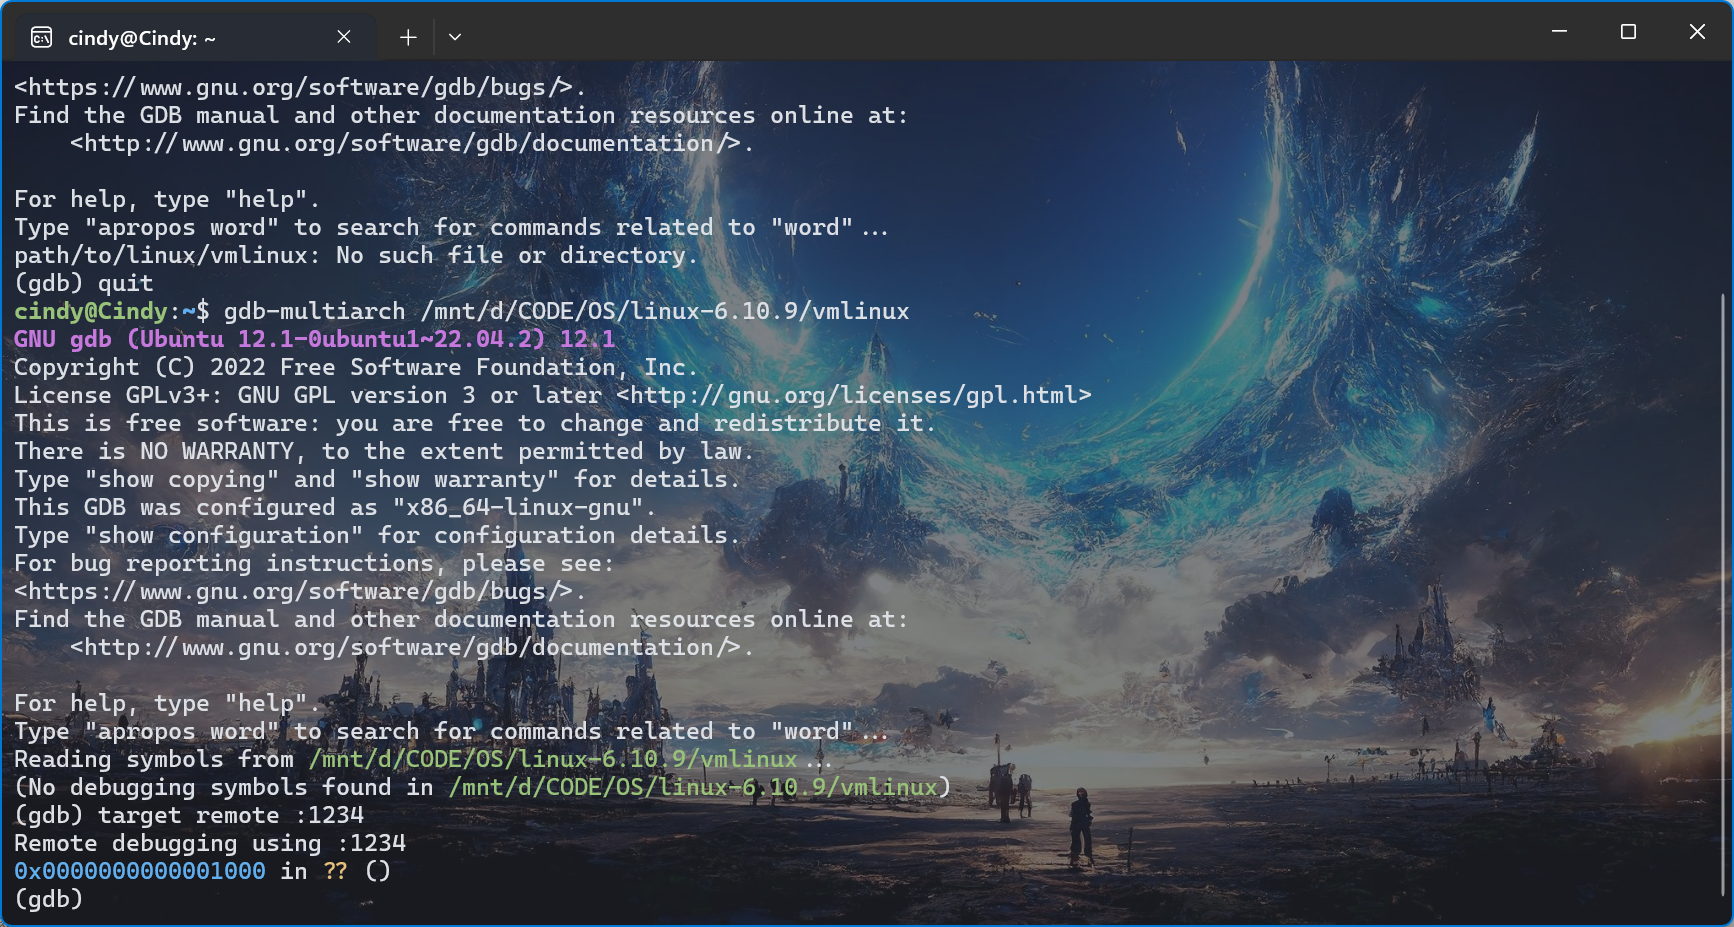 cindy@Cindy: ~
<https://www.gnu.org/software/gdb/bugs/>.
Find the GDB manual and other documentation resources online at:
    <http://www.gnu.org/software/gdb/documentation/>.

For help, type "help".
Type "apropos word" to search for commands related to "word"...
path/to/linux/vmlinux: No such file or directory.
(gdb) quit
cindy@Cindy:~$ gdb-multiarch /mnt/d/CODE/OS/linux-6.10.9/vmlinux
GNU gdb (Ubuntu 12.1-0ubuntu1~22.04.2) 12.1
Copyright (C) 2022 Free Software Foundation, Inc.
License GPLv3+: GNU GPL version 3 or later <http://gnu.org/licenses/gpl.html>
This is free software: you are free to change and redistribute it.
There is NO WARRANTY, to the extent permitted by law.
Type "show copying" and "show warranty" for details.
This GDB was configured as "x86_64-linux-gnu".
Type "show configuration" for configuration details.
For bug reporting instructions, please see:
<https://www.gnu.org/software/gdb/bugs/>.
Find the GDB manual and other documentation resources online at:
    <http://www.gnu.org/software/gdb/documentation/>.

For help, type "help".
Type "apropos word" to search for commands related to "word"...
Reading symbols from /mnt/d/CODE/OS/linux-6.10.9/vmlinux...
(No debugging symbols found in /mnt/d/CODE/OS/linux-6.10.9/vmlinux)
(gdb) target remote :1234
Remote debugging using :1234
0x0000000000001000 in ?? ()
(gdb)